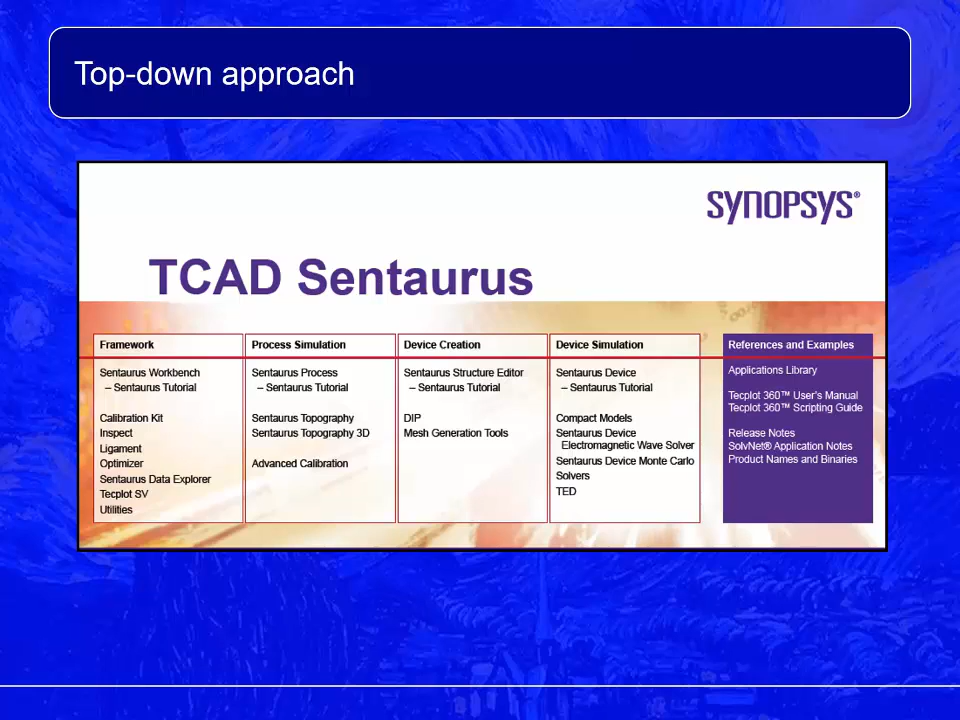 Top-down approach
SYNOPSYS®
TCAD Sentaurus
Framework
Sentaurus Workbench
– Sentaurus Tutorial
Calibration Kit
Inspect
Ligament
Optimizer
Sentaurus Data Explorer
Tecplot SV
Utilities
Process Simulation
Sentaurus Process
– Sentaurus Tutorial
Sentaurus Topography
Sentaurus Topography 3D
Advanced Calibration
Device Creation
Sentaurus Structure Editor
– Sentaurus Tutorial
DIP
Mesh Generation Tools
Device Simulation
Sentaurus Device
– Sentaurus Tutorial
Compact Models
Sentaurus Device
Electromagnetic Wave Solver
Sentaurus Device Monte Carlo
Solvers
TED
References and Examples
Applications Library
Tecplot 360™ User's Manual
Tecplot 360™ Scripting Guide
Release Notes
SolvNet® Application Notes
Product Names and Binaries